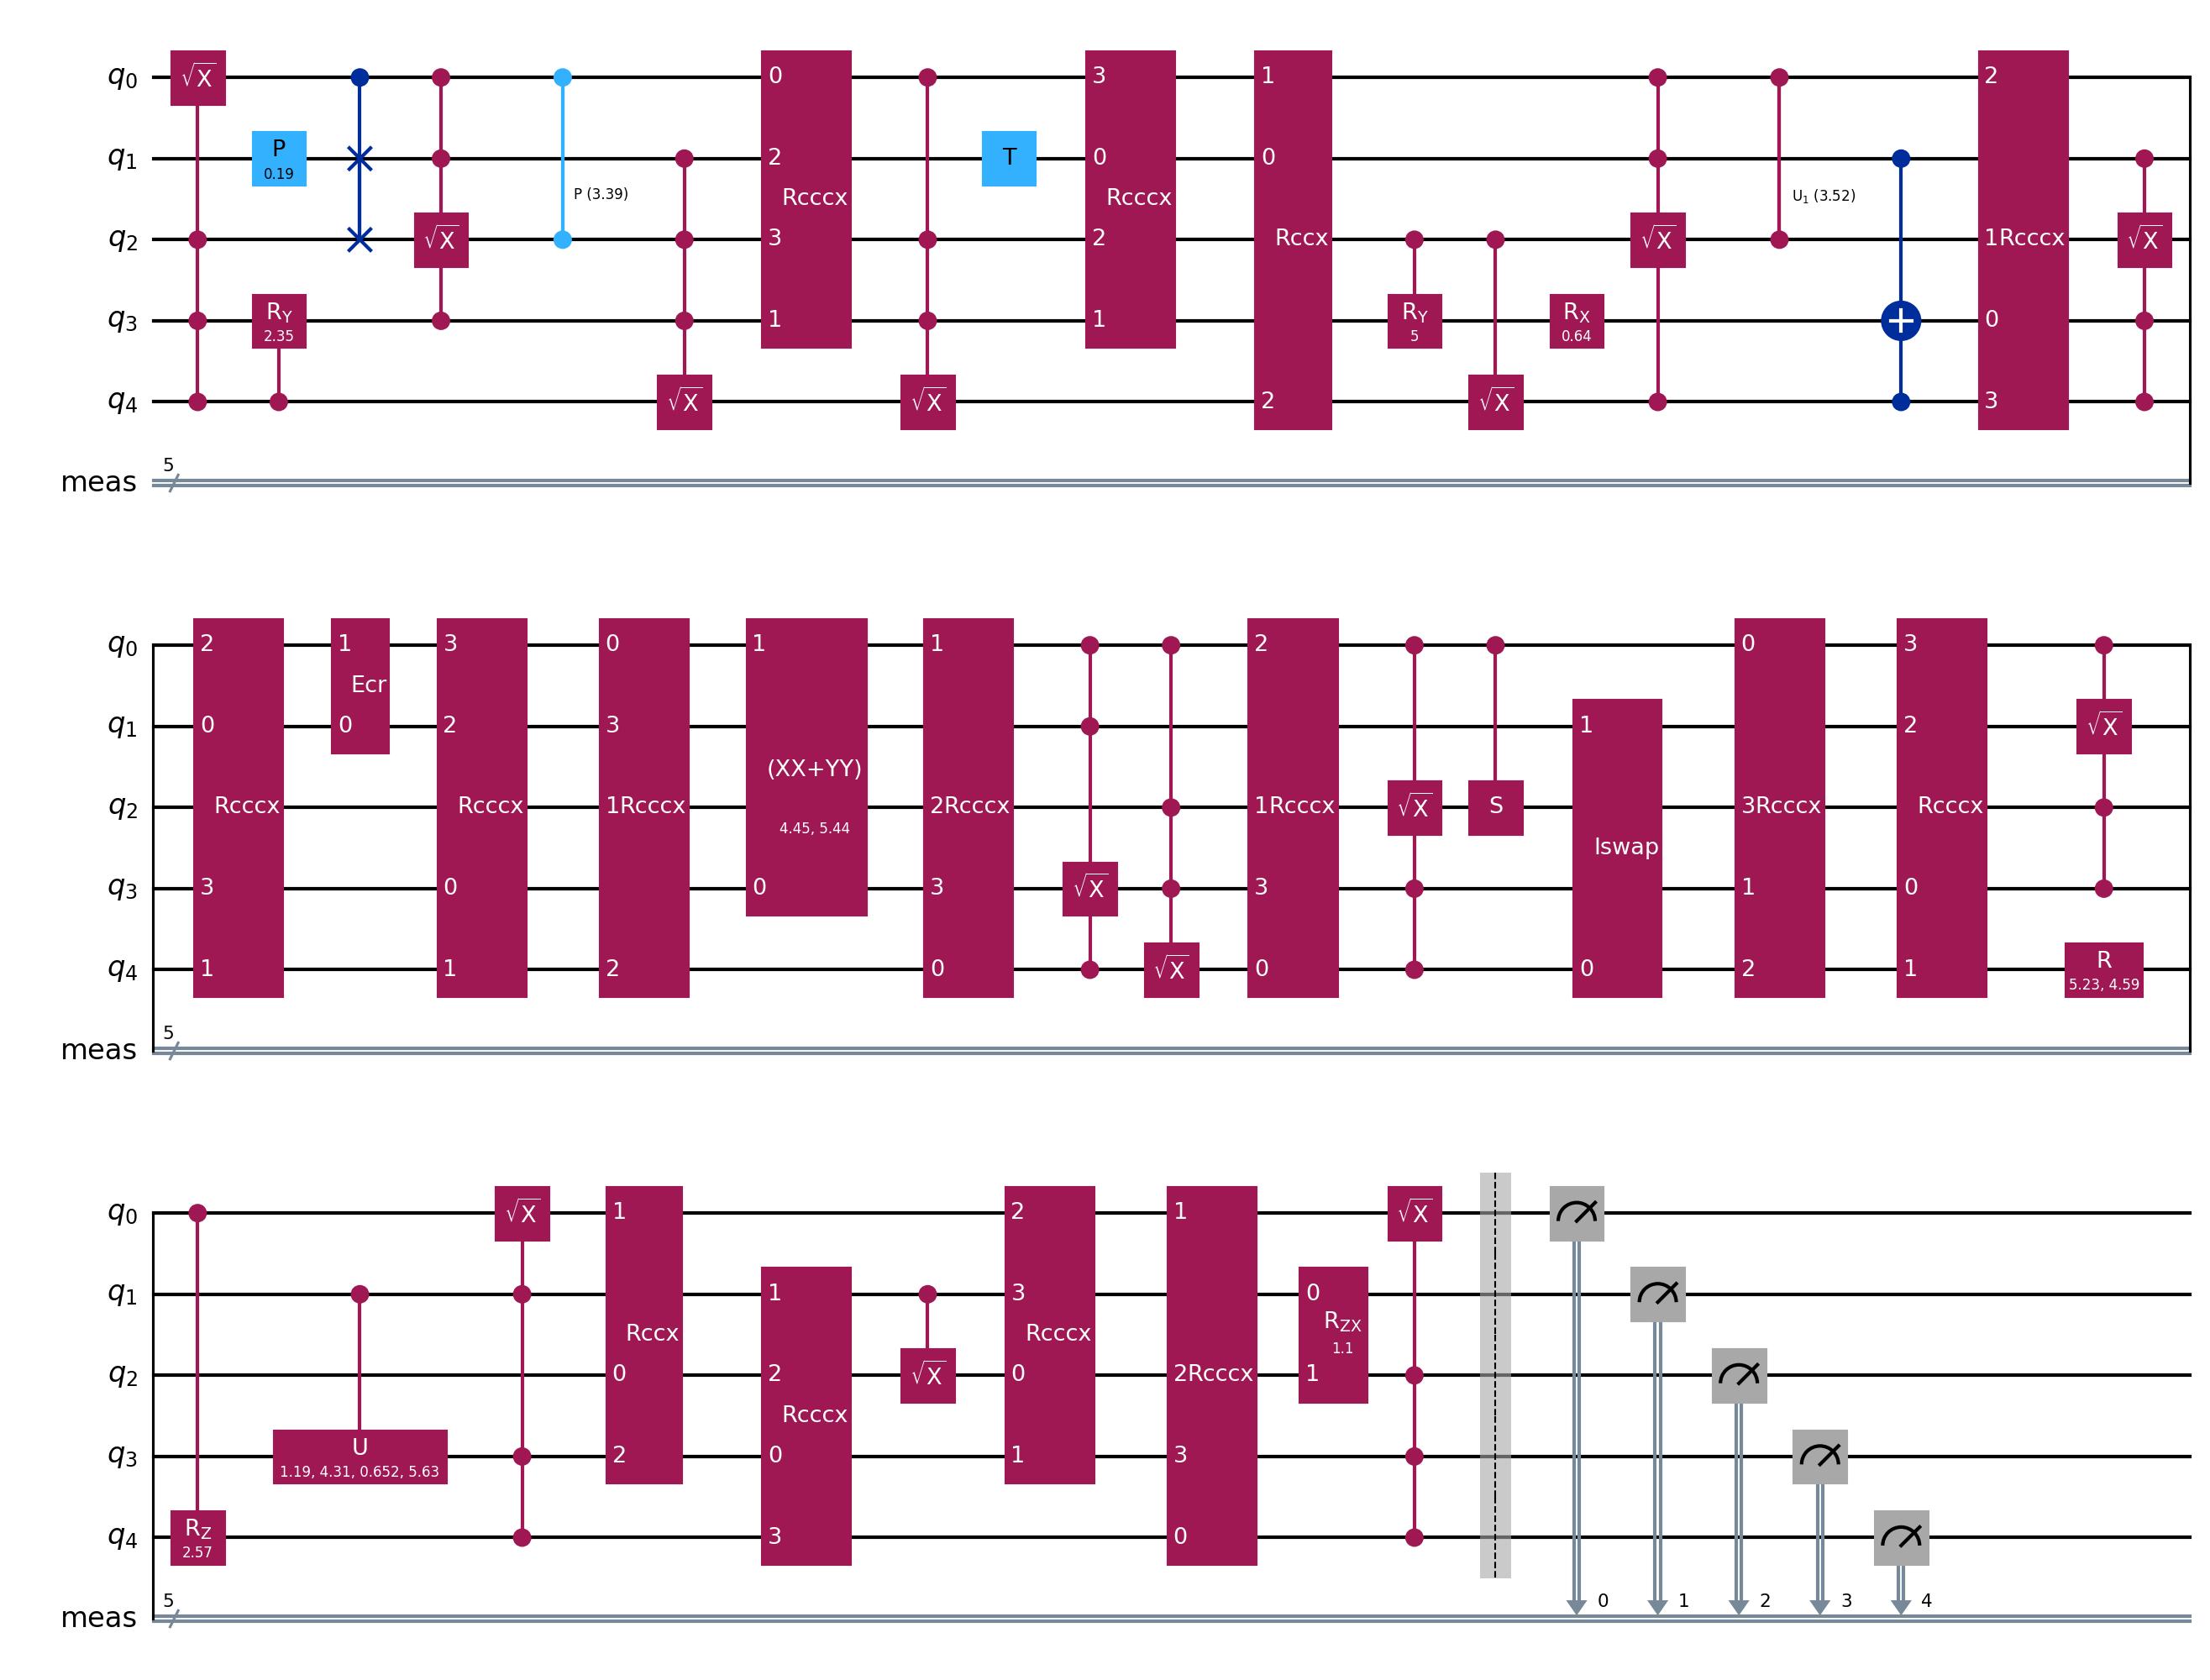 q0 √X 0 3 1 2
q1 P 0.19 2 T 0 0
P (3.39) Rcccx Rcccx U1 (3.52)
q2 √X 3 2 Rccx √X 1Rcccx √X
q3 RY 2.35 1 1 RY 5 RX 0.64 0
q4 √X √X 2 √X 3
meas 5
q0 2 1 3 0 1 1 2 0 3
Ecr
q1 0 0 2 3 1 2 √X
(XX+YY)
q2 Rcccx Rcccx 1Rcccx 4.45, 5.44 2Rcccx 1Rcccx √X S 3Rcccx Rcccx
Iswap
q3 3 0 0 3 √X 3 1 0
q4 1 1 2 0 √X 0 0 2 1 R 5.23, 4.59
meas 5
q0 √X 1 2 1 √X
q1 1 3 0
Rccx Rcccx RZX 1.1
q2 0 2 √X 0 2Rcccx 1
Rcccx
q3 U 1.19, 4.31, 0.652, 5.63 2 0 1 3
q4 RZ 2.57 3 0
meas 5 0 1 2 3 4